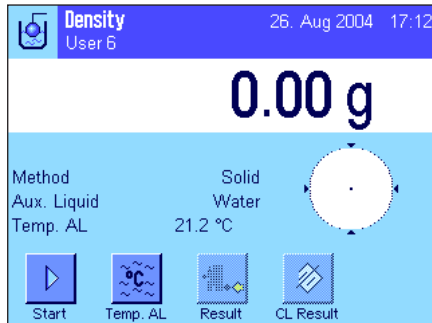 Density 26. Aug 2004 17:12
User 6
0.00 g
Method Solid
Aux. Liquid Water
Temp. AL 21.2 °C
°C
Start Temp. AL Result CL Result